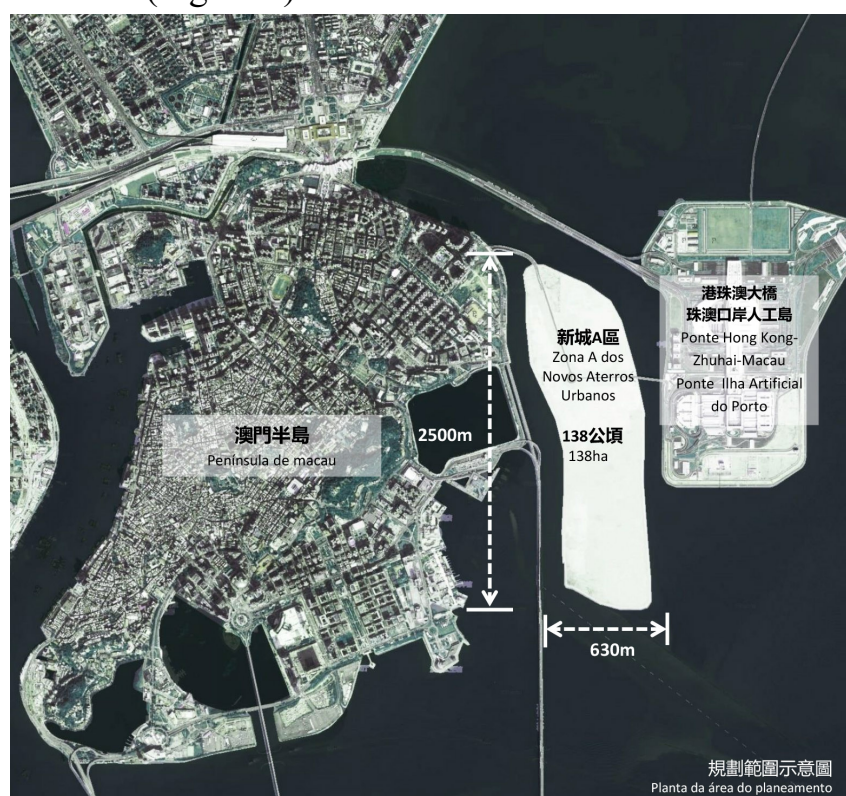 港珠澳大橋
珠澳口岸人工島
Ponte Hong Kong-
Zhuhai-Macau
Ponte Ilha Artificial
do Porto
新城A區
Zona A dos
Novos Aterros
Urbanos
138公頃
138ha
澳門半島
Península de macau
2500m
630m
規劃範圍示意圖
Planta da área do planeamento